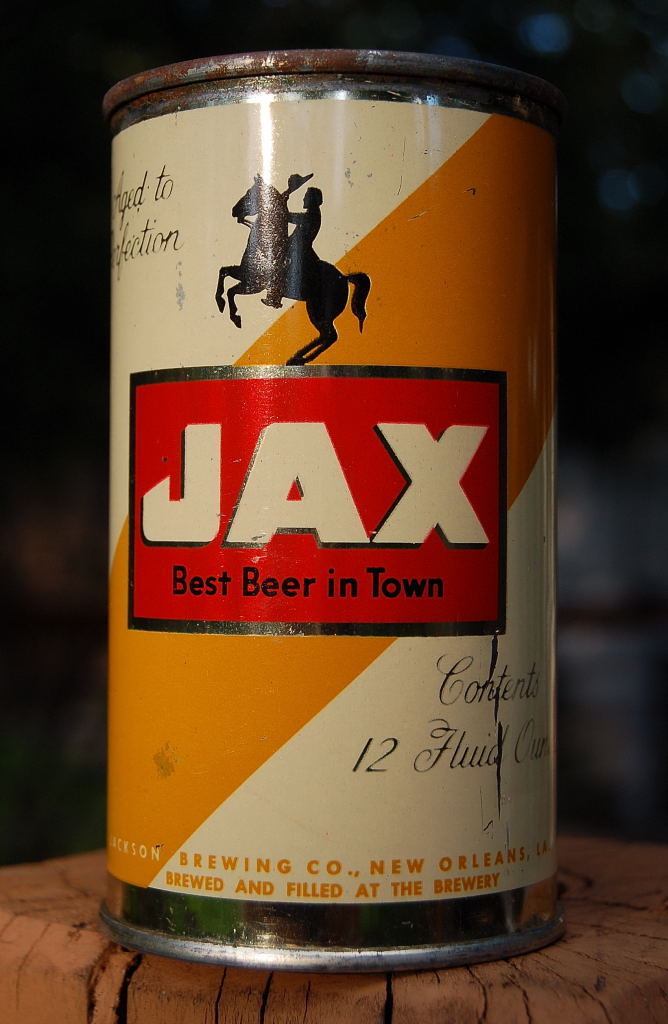 Aged to
JAX
Best Beer in Town
Contents
12 Fluid
BREWING CO., NEW ORLEANS, LA
BREWED AND FILLED AT THE BREWERY